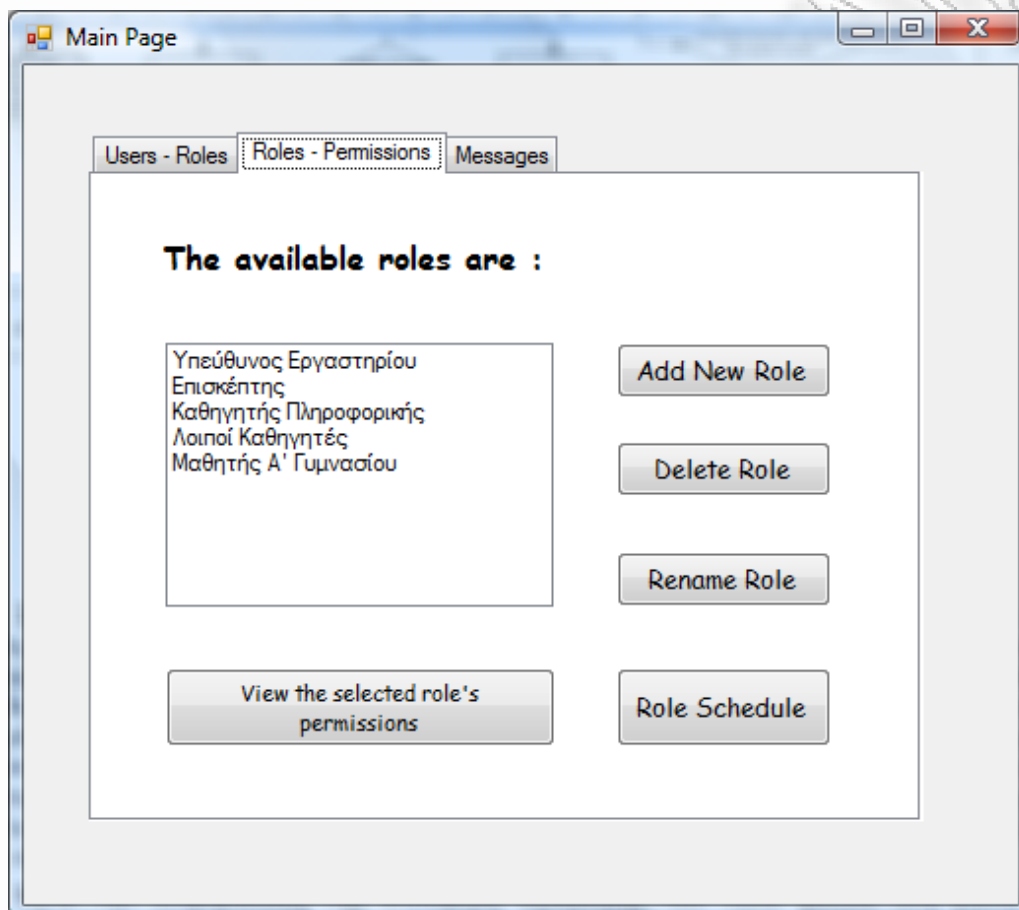 Main Page
Users - Roles
Roles - Permissions
Messages
The available roles are :
Υπεύθυνος Εργαστηρίου
Επισκέπτης
Καθηγητής Πληροφορικής
Λοιποί Καθηγητές
Μαθητής Α' Γυμνασίου
Add New Role
Delete Role
Rename Role
View the selected role's
permissions
Role Schedule